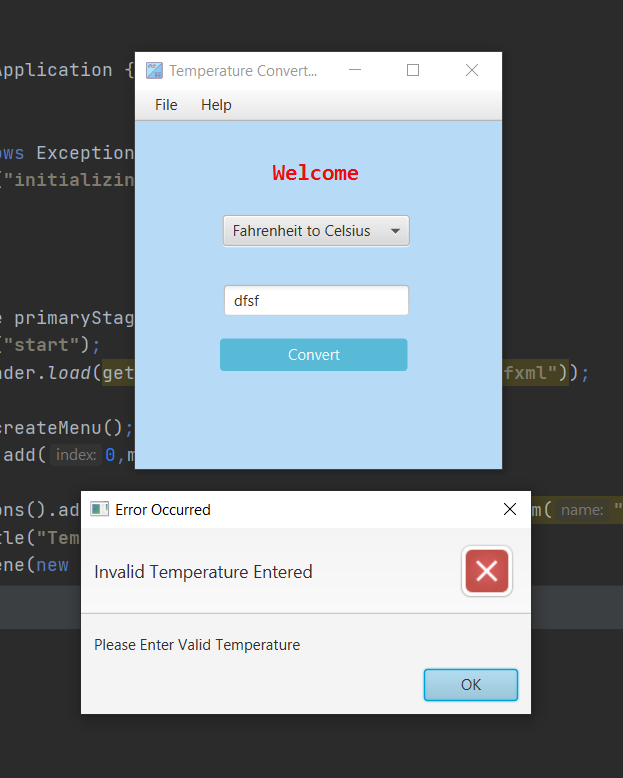 Application {
Temperature Convert...
File Help
ows Exception
Welcome
("initializin
Fahrenheit to Celsius
dfsf
e primaryStag
("start");
Convert
ader.load(get
fxml"));
createMenu();
add( index: 0,m
ons().ad
m( name: "
Error Occurred
tle("Tem
ene(new
Invalid Temperature Entered
Please Enter Valid Temperature
OK